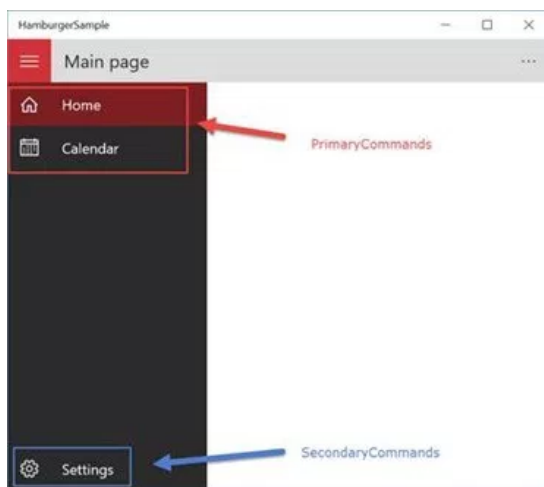 HamburgerSample
Main page
Home
Calendar
PrimaryCommands
Settings
SecondaryCommands